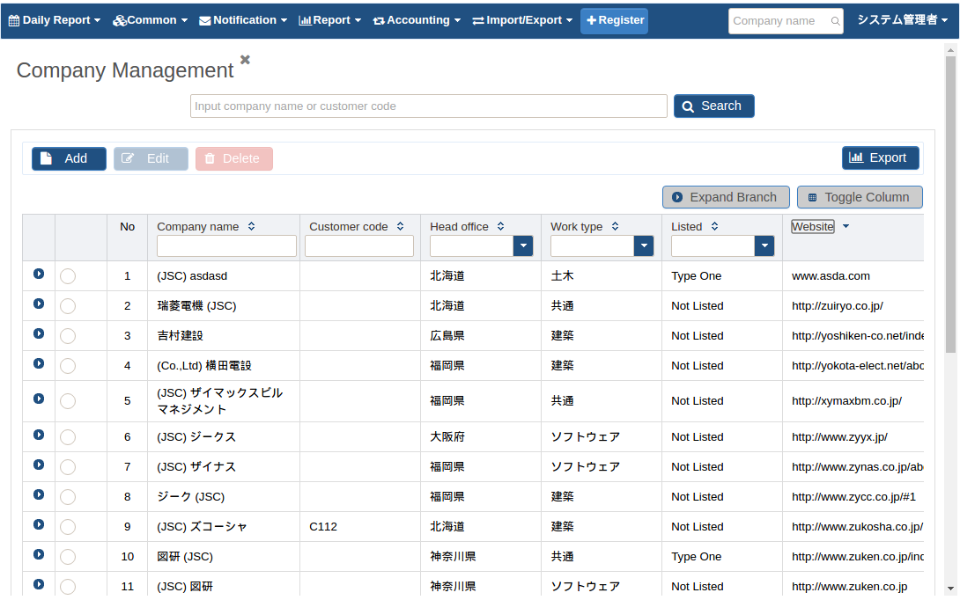 Daily Report Common Notification Report Accounting Import/Export Register Company name システム管理者
Company Management
Input company name or customer code Search
Add Edit Delete Export
Expand Branch Toggle Column
No Company name Customer code Head office Work type Listed Website
1 (JSC) asdasd 北海道 土木 Type One www.asda.com
2 瑞菱電機 (JSC) 北海道 共通 Not Listed http://zuiryo.co.jp/
3 吉村建設 広島県 建築 Not Listed http://yoshiken-co.net/inde
4 (Co.,Ltd) 横田電設 福岡県 建築 Not Listed http://yokota-elect.net/abo
5 (JSC) ザイマックスビル
マネジメント 福岡県 共通 Not Listed http://xymaxbm.co.jp/
6 (JSC) ジークス 大阪府 ソフトウェア Not Listed http://www.zyyx.jp/
7 (JSC) ザイナス 福岡県 ソフトウェア Not Listed http://www.zynas.co.jp/ab
8 ジーク (JSC) 福岡県 建築 Not Listed http://www.zycc.co.jp/#1
9 (JSC) ズコーシャ C112 北海道 建築 Not Listed http://www.zukosha.co.jp/
10 図研 (JSC) 神奈川県 共通 Type One http://www.zuken.co.jp/inc
11 (JSC) 図研 神奈川県 ソフトウェア Not Listed http://www.zuken.co.jp